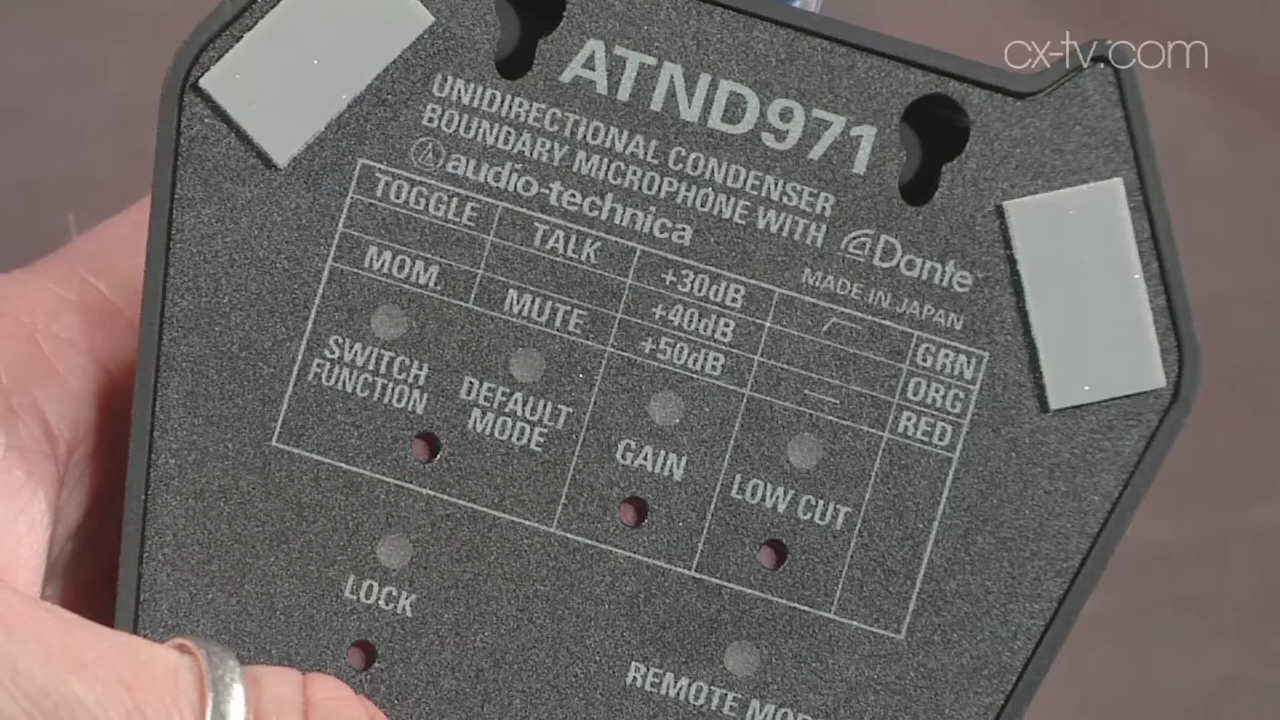 cx-tv.com
ATND971
UNIDIRECTIONAL CONDENSER
BOUNDARY MICROPHONE WITH Dante
audio-technica
MADE IN JAPAN
TOGGLE TALK +30dB GRN
+40dB ORG
MOM. MUTE +50dB RED
SWITCH
FUNCTION
DEFAULT
MODE
GAIN
LOW CUT
LOCK
REMOTE